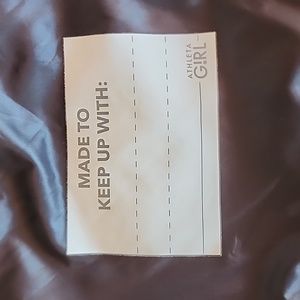 MADE TO
KEEP UP WITH:
ATHLETA
GIRL